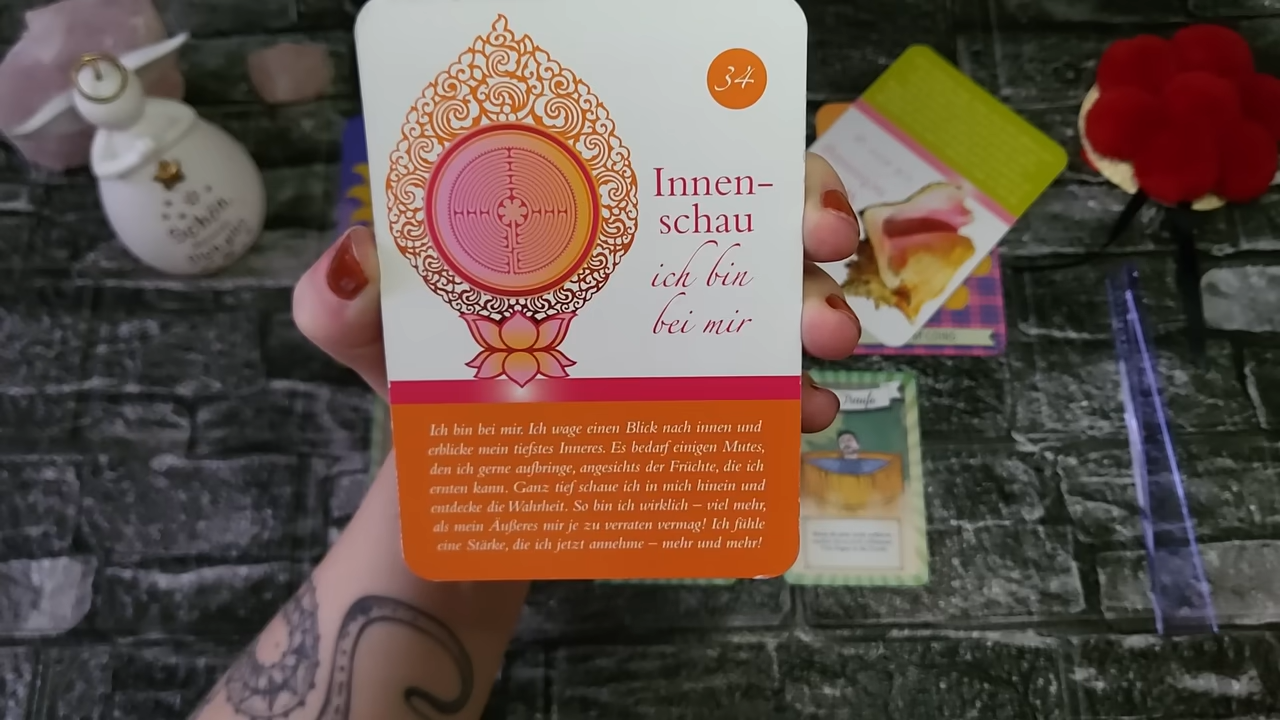 34
Innen-
schau
ich bin
bei mir
Ich bin bei mir. Ich wage einen Blick nach innen und
erblicke mein tiefstes Inneres. Es bedarf einigen Mutes,
den ich gerne aufbringe, angesichts der Früchte, die ich
ernten kann. Ganz tief schaue ich in mich hinein und
entdecke die Wahrheit. So bin ich wirklich – viel mehr,
als mein Äußeres mir je zu verraten vermag! Ich fühle
eine Stärke, die ich jetzt annehme – mehr und mehr!
Schön